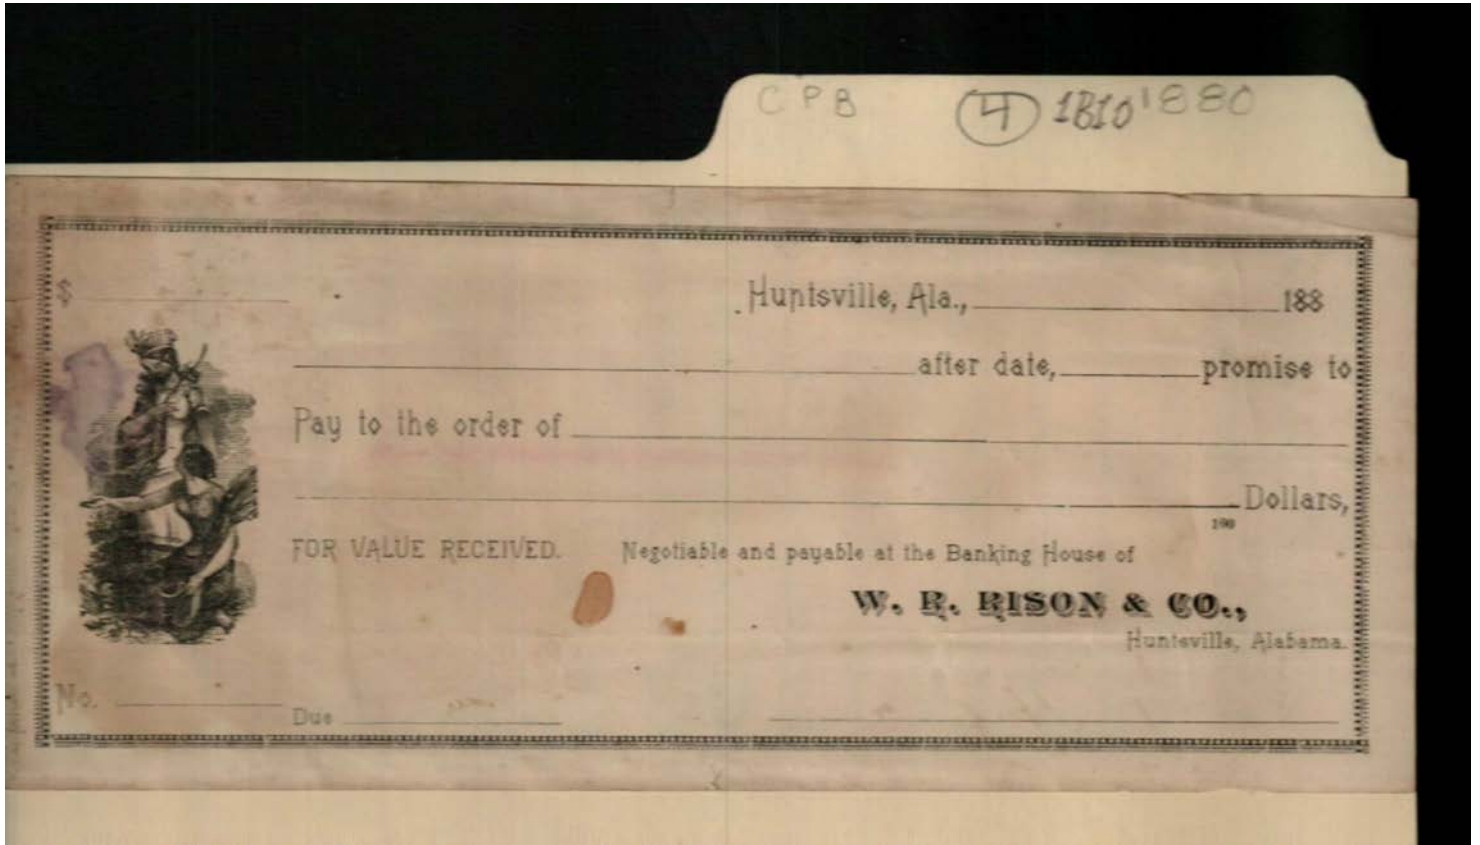 CPB 4 1B10 1880
$
Huntsville, Ala., 188
after date, promise to
Pay to the order of
Dollars,
100
FOR VALUE RECEIVED. Negotiable and payable at the Banking House of
W. R. RISON & CO.,
Huntsville, Alabama.
No.
Due